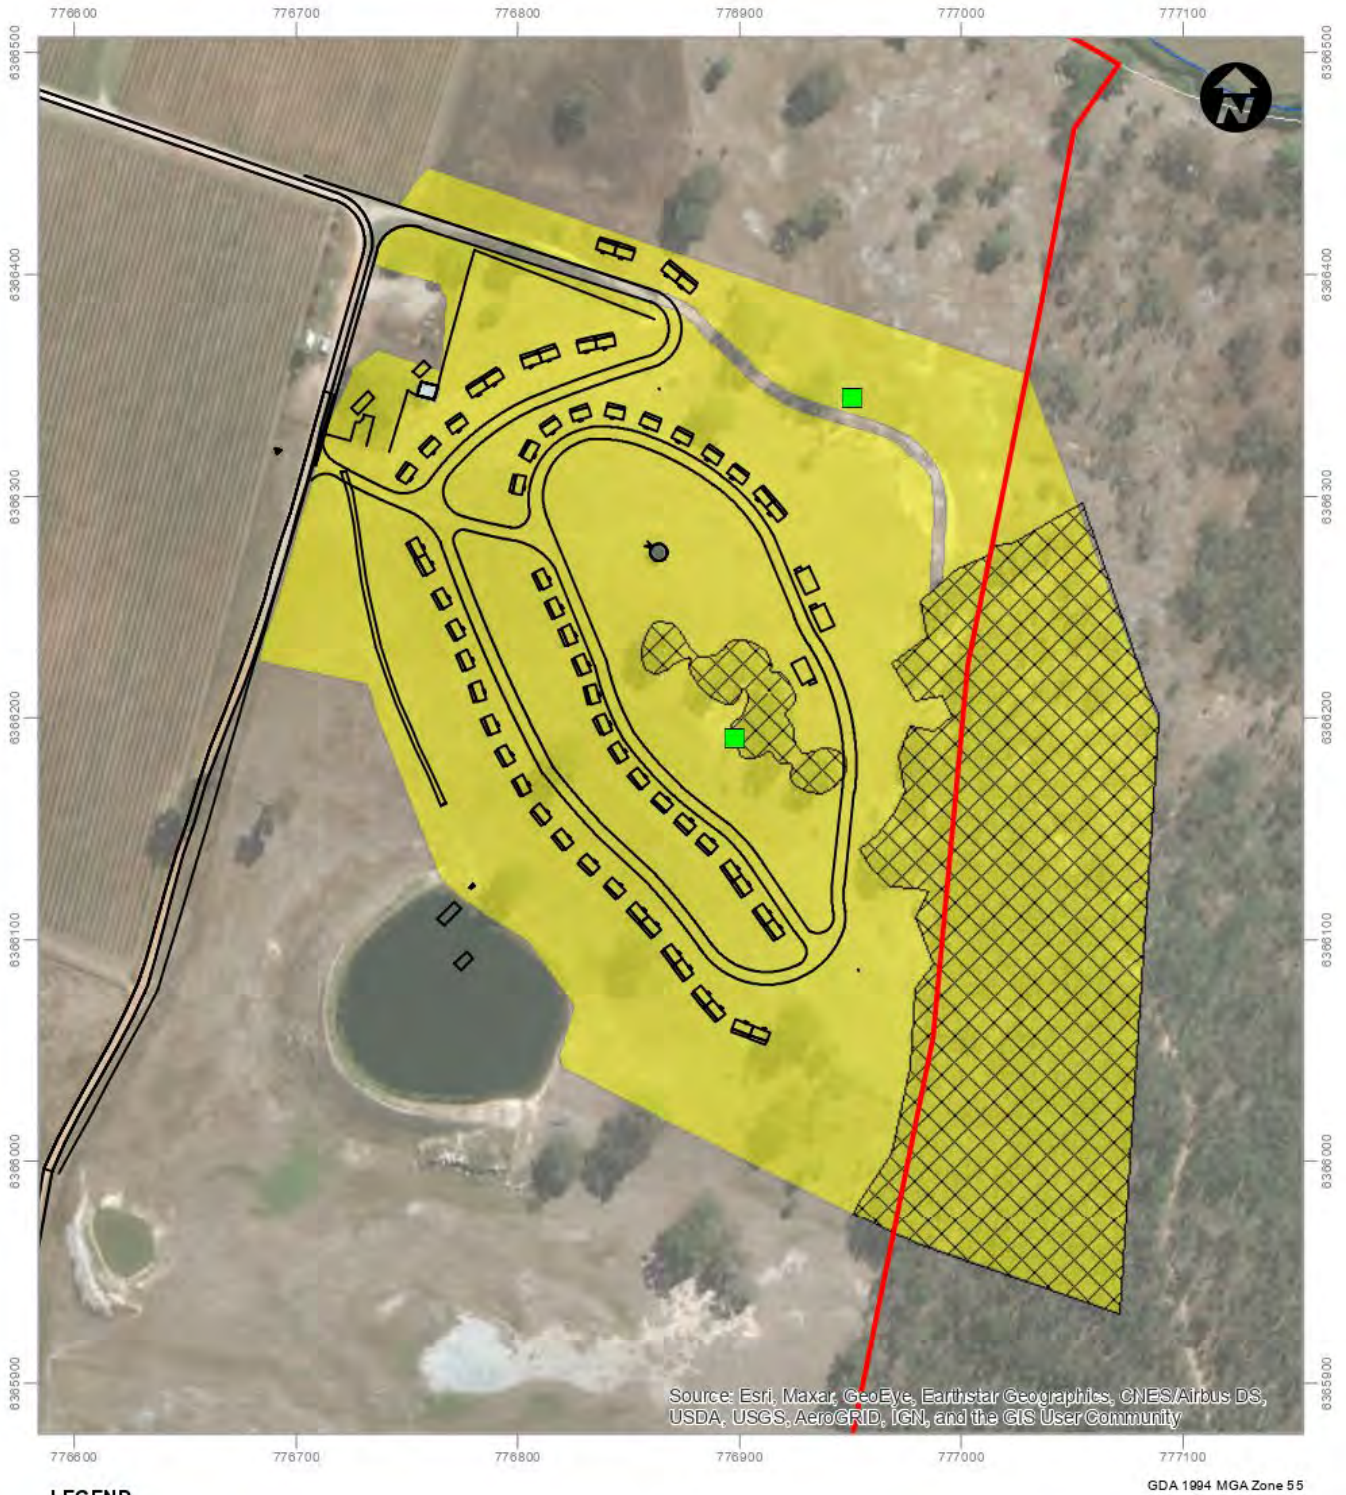 776600 776700 776800 776900 777000 777100
6366500 6366500
N
6366400 6366400
6366300 6366300
6366200 6366200
6366100 6366100
6366000 6366000
6365900 6365900
Source: Esri, Maxar, GeoEye, Earthstar Geographics, CNES/Airbus DS,
USDA, USGS, AeroGRID, IGN, and the GIS User Community
776600 776700 776800 776900 777000 777100
GDA 1994 MGA Zone 55
LEGEND